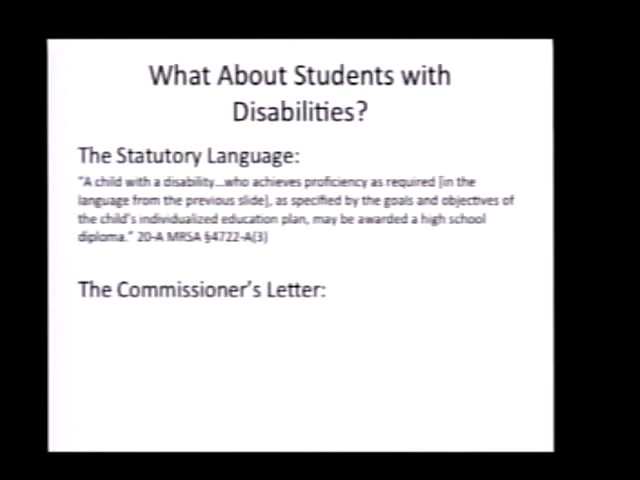 What About Students with
Disabilities?
The Statutory Language:
"A child with a disability...who achieves proficiency as required [in the
language from the previous slide], as specified by the goals and objectives of
the child's individualized education plan, may be awarded a high school
diploma." 20-A MRSA §4722-A(3)
The Commissioner's Letter: